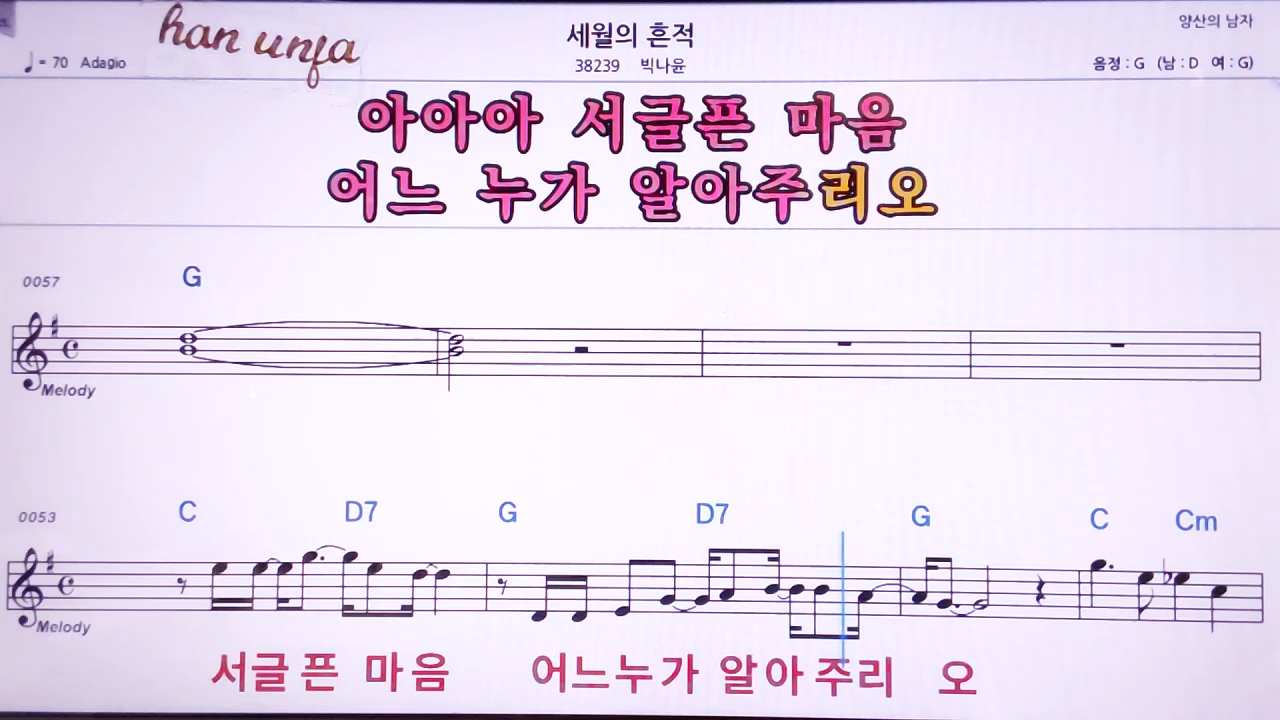 han unfa
세월의 흔적
양산의 남자
♩= 70 Adagio
38239 빅나윤
음정 : G (남 : D 여 : G)
아아아 서글픈 마음
어느 누가 알아주리오
0057
G
Melody
0053
C D7 G D7 G C Cm
Melody
서글픈 마음 어느누가 알아주리 오